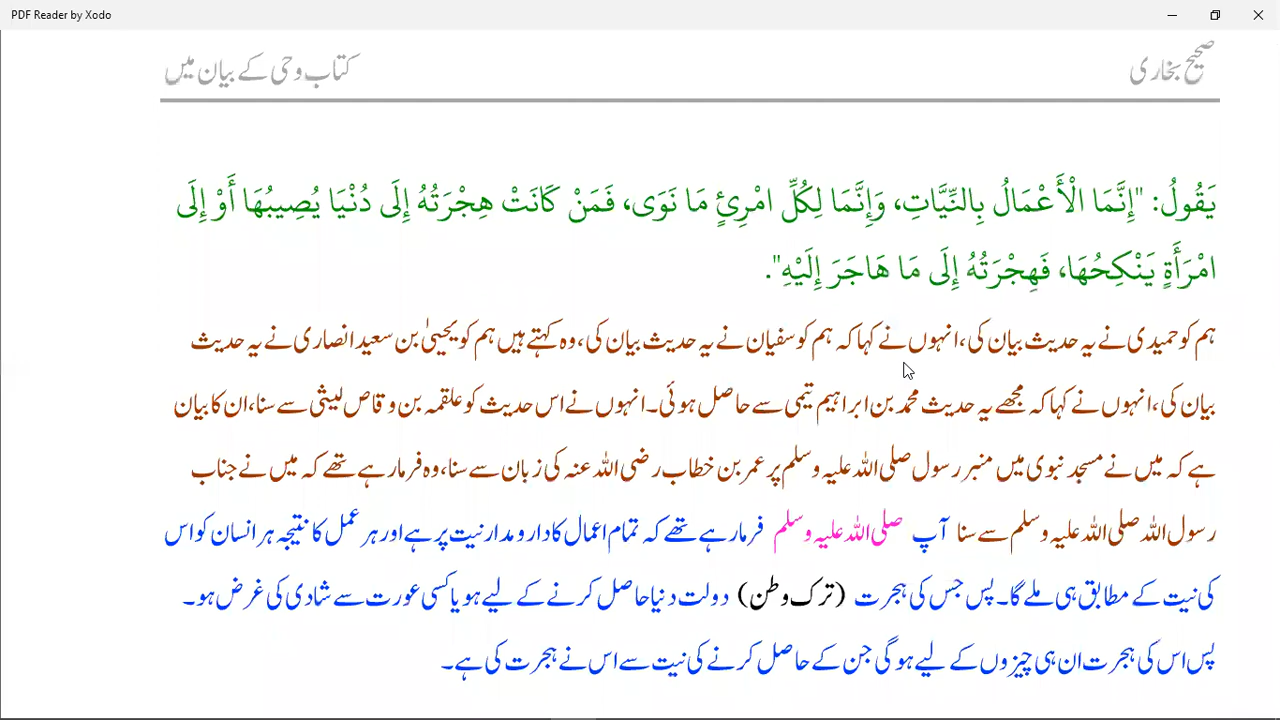 PDF Reader by Xodo
صحیح بخاری
کتاب وحی کے بیان میں
يَقُولُ: "إِنَّمَا الْأَعْمَالُ بِالنِّيَّاتِ، وَإِنَّمَا لِكُلِّ امْرِئٍ مَا نَوَى، فَمَنْ كَانَتْ هِجْرَتُهُ إِلَى دُنْيَا يُصِيبُهَا أَوْ إِلَى
امْرَأَةٍ يَنْكِحُهَا، فَهِجْرَتُهُ إِلَى مَا هَاجَرَ إِلَيْهِ".
ہم کو حمیدی نے یہ حدیث بیان کی، انہوں نے کہا کہ ہم کو سفیان نے یہ حدیث بیان کی، وہ کہتے ہیں ہم کو یحییٰ بن سعید انصاری نے یہ حدیث
بیان کی، انہوں نے کہا کہ مجھے یہ حدیث محمد بن ابراہیم تیمی سے حاصل ہوئی۔ انہوں نے اس حدیث کو علقمہ بن وقاص لیثی سے سنا، ان کا بیان
ہے کہ میں نے مسجد نبوی میں منبر رسول صلی اللہ علیہ وسلم پر عمر بن خطاب رضی اللہ عنہ کی زبان سے سنا، وہ فرما رہے تھے کہ میں نے جناب
رسول اللہ صلی اللہ علیہ وسلم سے سنا آپ صلی اللہ علیہ وسلم فرما رہے تھے کہ تمام اعمال کا دارومدار نیت پر ہے اور ہر عمل کا نتیجہ ہر انسان کو اس
کی نیت کے مطابق ہی ملے گا۔ پس جس کی ہجرت (ترک وطن) دولت دنیا حاصل کرنے کے لیے ہو یا کسی عورت سے شادی کی غرض ہو۔
پس اس کی ہجرت ان ہی چیزوں کے لیے ہو گی جن کے حاصل کرنے کی نیت سے اس نے ہجرت کی ہے۔